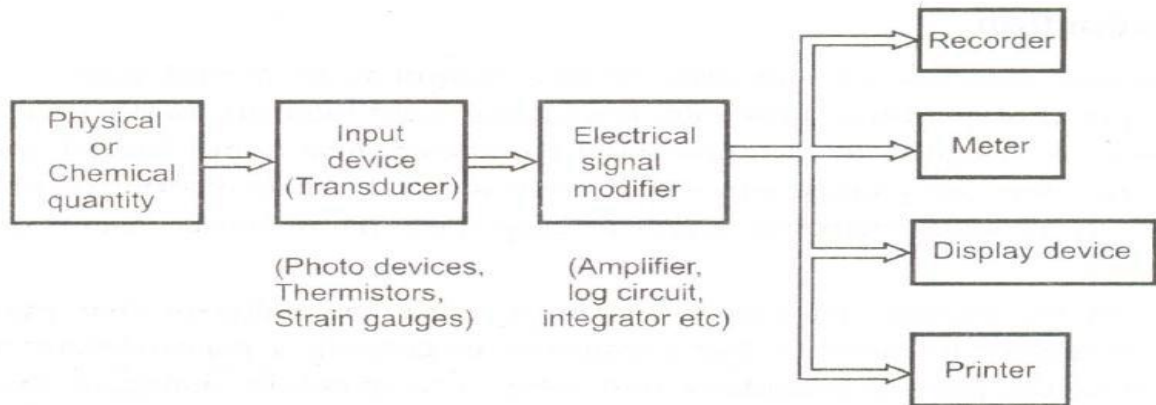 Physical
or
Chemical
quantity
Input
device
(Transducer)
(Photo devices,
Thermistors,
Strain gauges)
Electrical
signal
modifier
(Amplifier,
log circuit,
integrator etc)
Recorder
Meter
Display device
Printer